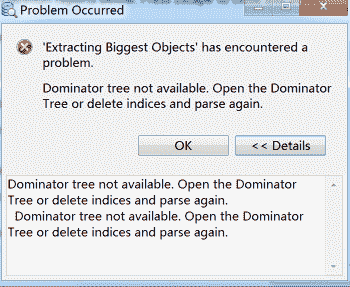 Problem Occurred
'Extracting Biggest Objects' has encountered a
problem.
Dominator tree not available. Open the Dominator
Tree or delete indices and parse again.
OK
<< Details
Dominator tree not available. Open the Dominator
Tree or delete indices and parse again.
Dominator tree not available. Open the Dominator
Tree or delete indices and parse again.